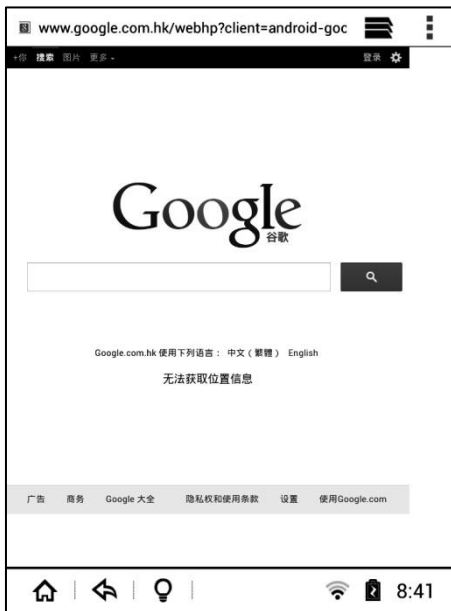 www.google.com.hk/webhp?client=android-goc
+你 搜索 图片 更多
登录
Google
谷歌
Google.com.hk 使用下列语言： 中文（繁體） English
无法获取位置信息
广告 商务 Google 大全 隐私权和使用条款 设置 使用Google.com
8:41